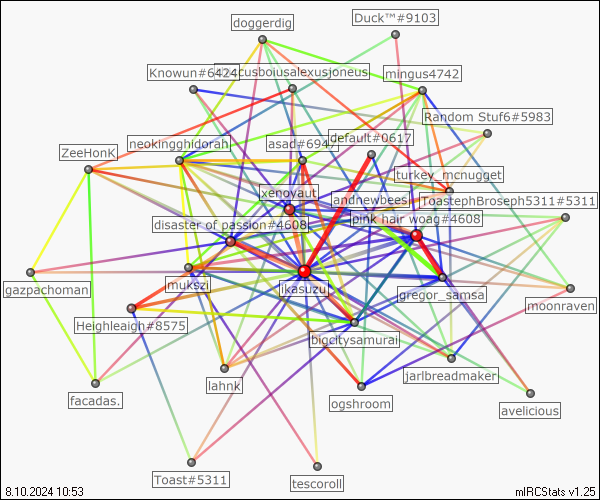 doggerdig
Duck™#9103
Knowun#6424
cusboiusalexusjoneus
mingus4742
Random Stuf6#5983
neokingghidorah
asad#6947
default#0617
ZeeHonK
turkey_mcnugget
xenovaut
andnewbees
ToastephBroseph5311#5311
disaster of passion#4608
pink hair woag#4608
gazpachoman
mukszi
ikasuzu
gregor_samsa
moonraven
Heighleaigh#8575
bigcitysamurai
lahnk
jarlbreadmaker
facadas.
ogshroom
avelicious
Toast#5311
tescoroll
8.10.2024 10:53
mIRCStats v1.25